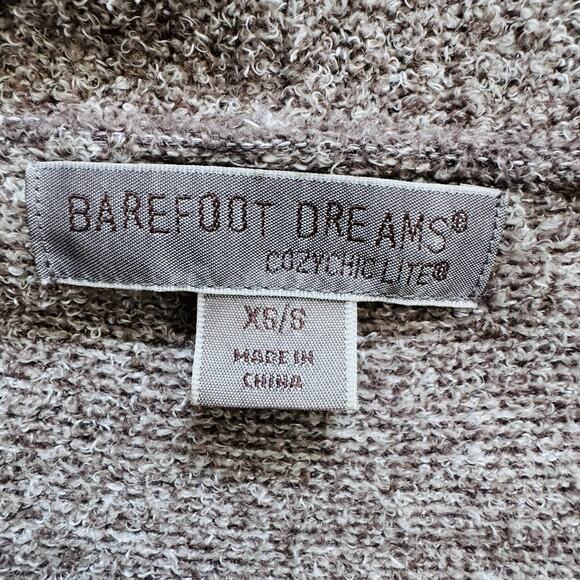 BAREFOOT DREAMS®
COZYCHIC LITE®
XS/S
MADE IN
CHINA